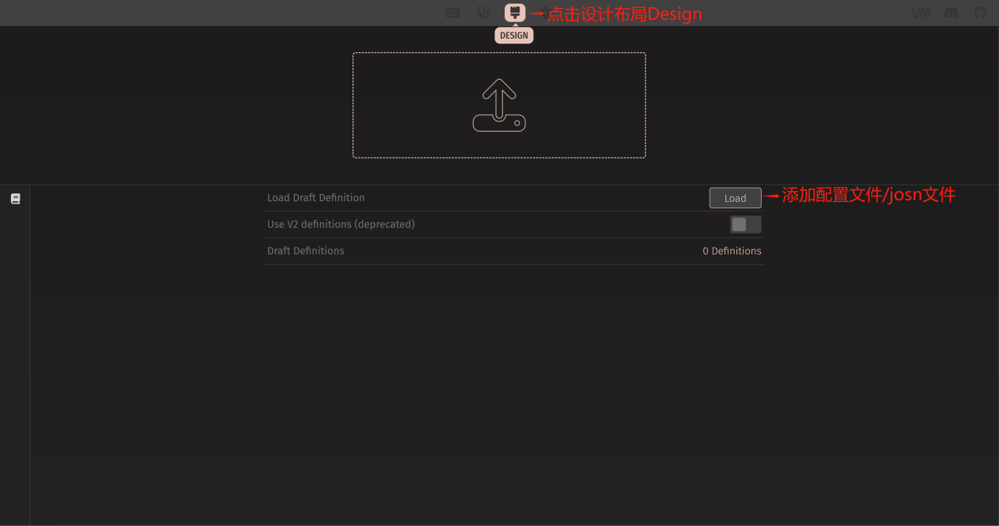 点击设计布局Design
VIA
DESIGN
Load Draft Definition
Load
添加配置文件/josn文件
Use V2 definitions (deprecated)
Draft Definitions
0 Definitions